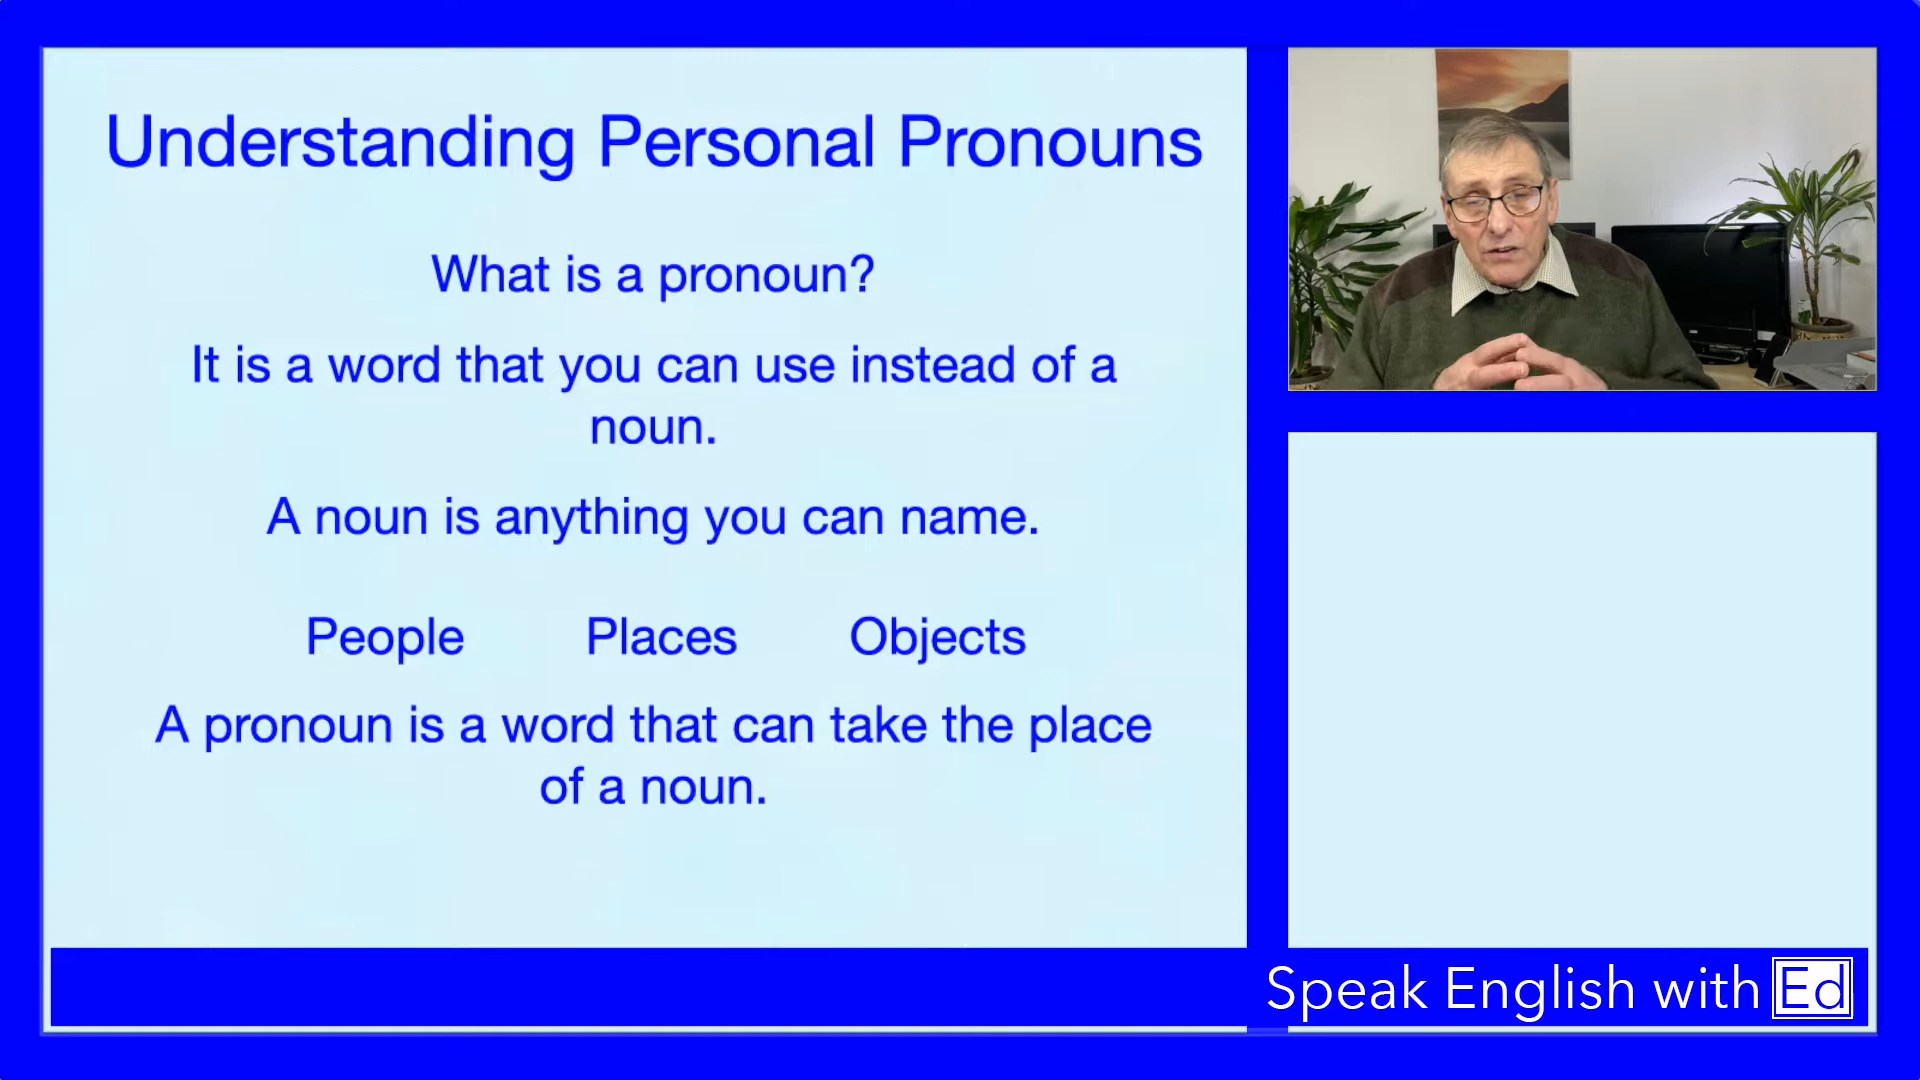 Understanding Personal Pronouns
What is a pronoun?
It is a word that you can use instead of a
noun.
A noun is anything you can name.
People Places Objects
A pronoun is a word that can take the place
of a noun.
Speak English with Ed